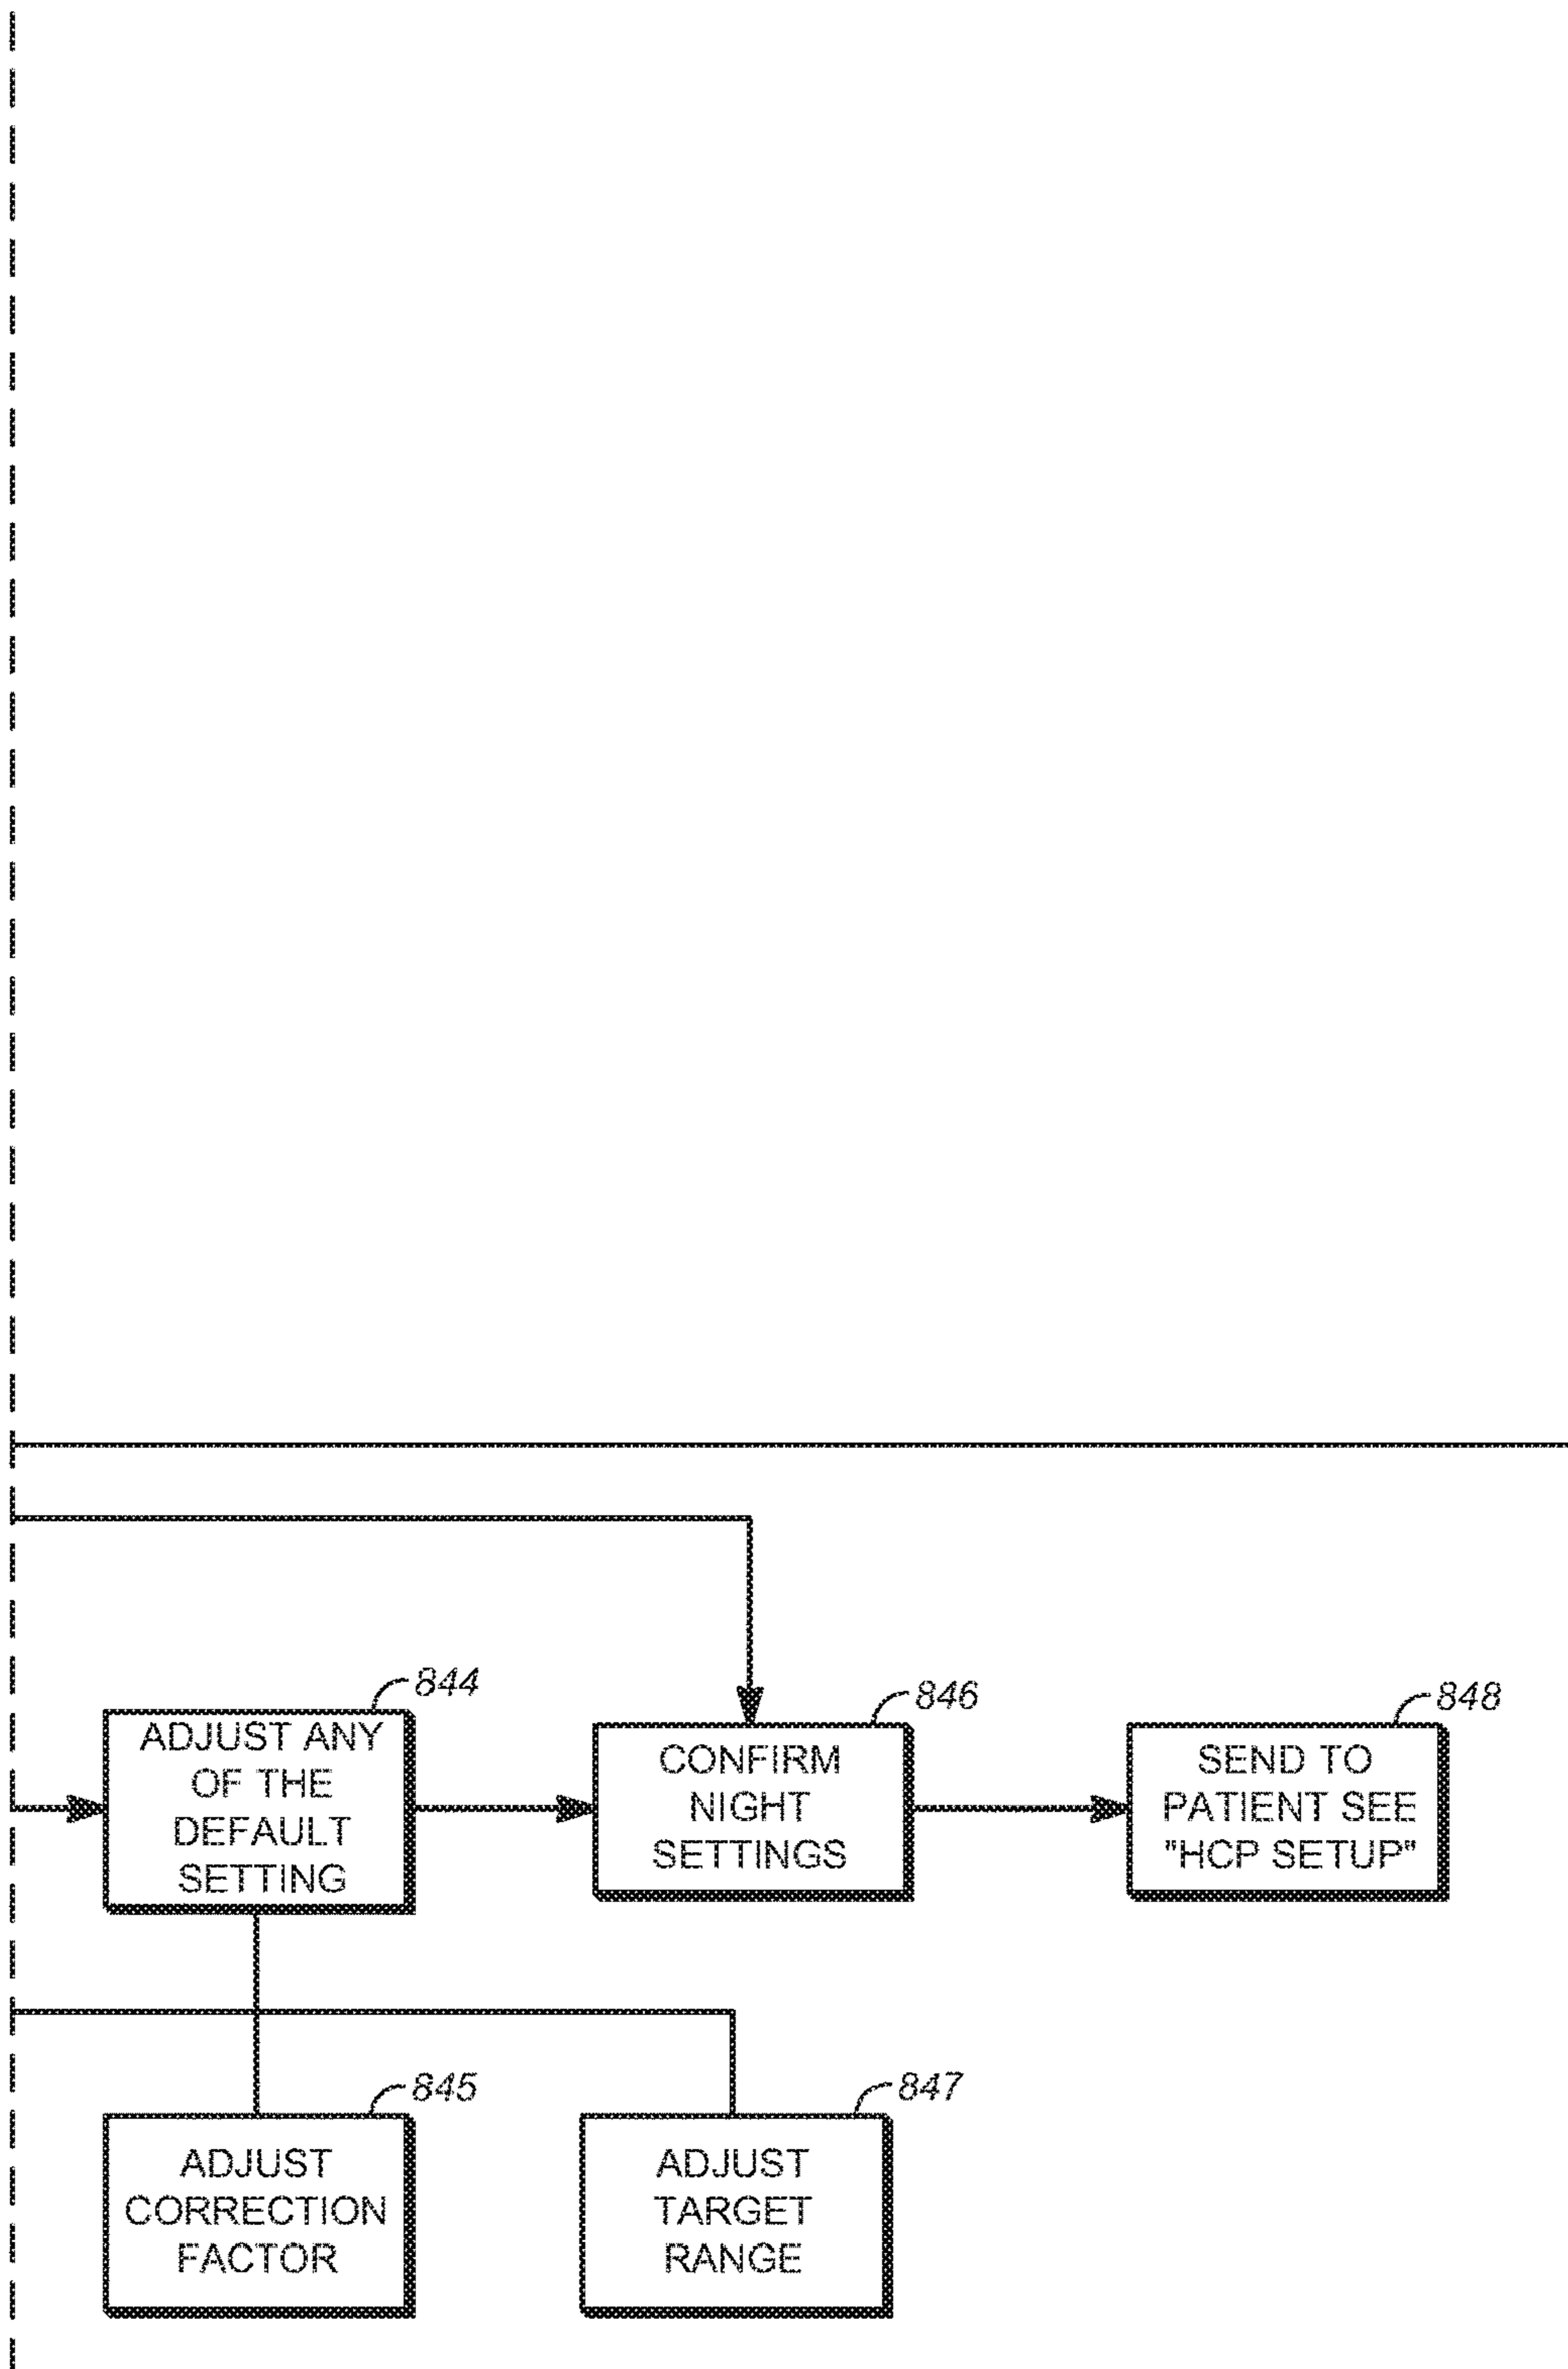 844
ADJUST ANY
OF THE
DEFAULT
SETTING
846
CONFIRM
NIGHT
SETTINGS
848
SEND TO
PATIENT SEE
"HCP SETUP"
845
ADJUST
CORRECTION
FACTOR
847
ADJUST
TARGET
RANGE